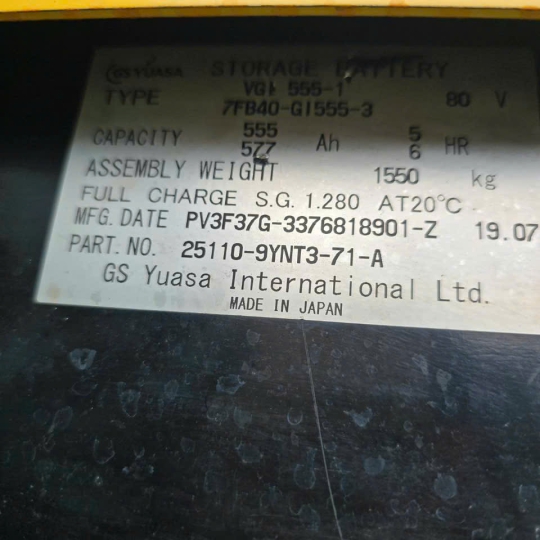 GS YUASA STORAGE BATTERY
TYPE VGI 555-1 80 V
7FB40-GI555-3
CAPACITY 555 Ah 5 HR
577 6
ASSEMBLY WEIGHT 1550 kg
FULL CHARGE S.G. 1.280 AT20°C
MFG. DATE PV3F37G-3376818901-Z 19.07
PART. NO. 25110-9YNT3-71-A
GS Yuasa International Ltd.
MADE IN JAPAN